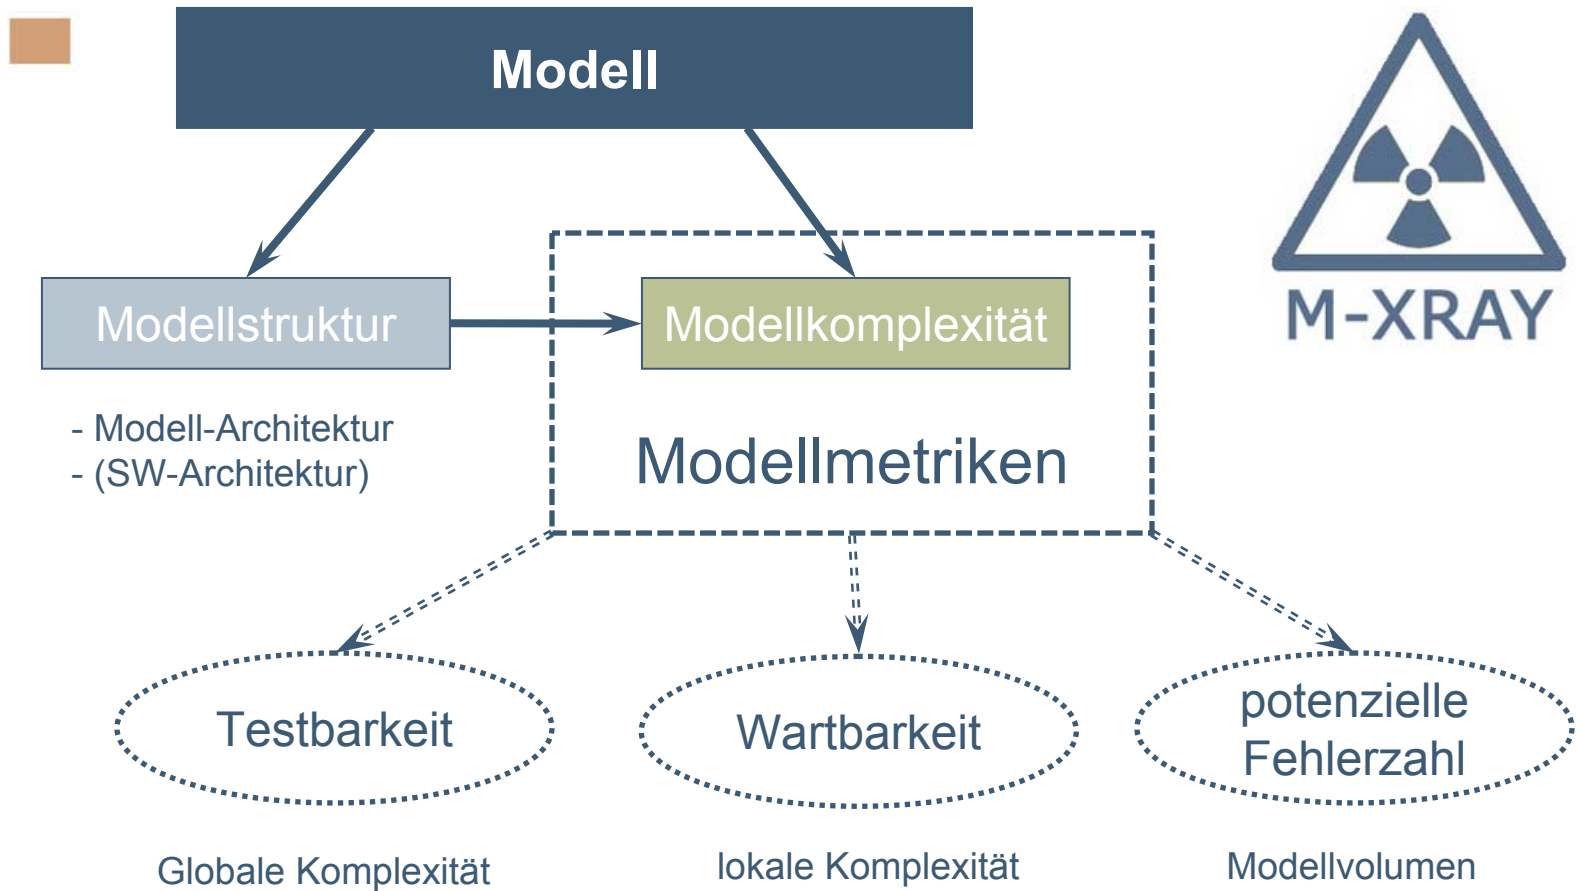 Modell
M-XRAY
Modellstruktur
Modellkomplexität
- Modell-Architektur
- (SW-Architektur)
Modellmetriken
Testbarkeit
Wartbarkeit
potenzielle
Fehlerzahl
Globale Komplexität
lokale Komplexität
Modellvolumen